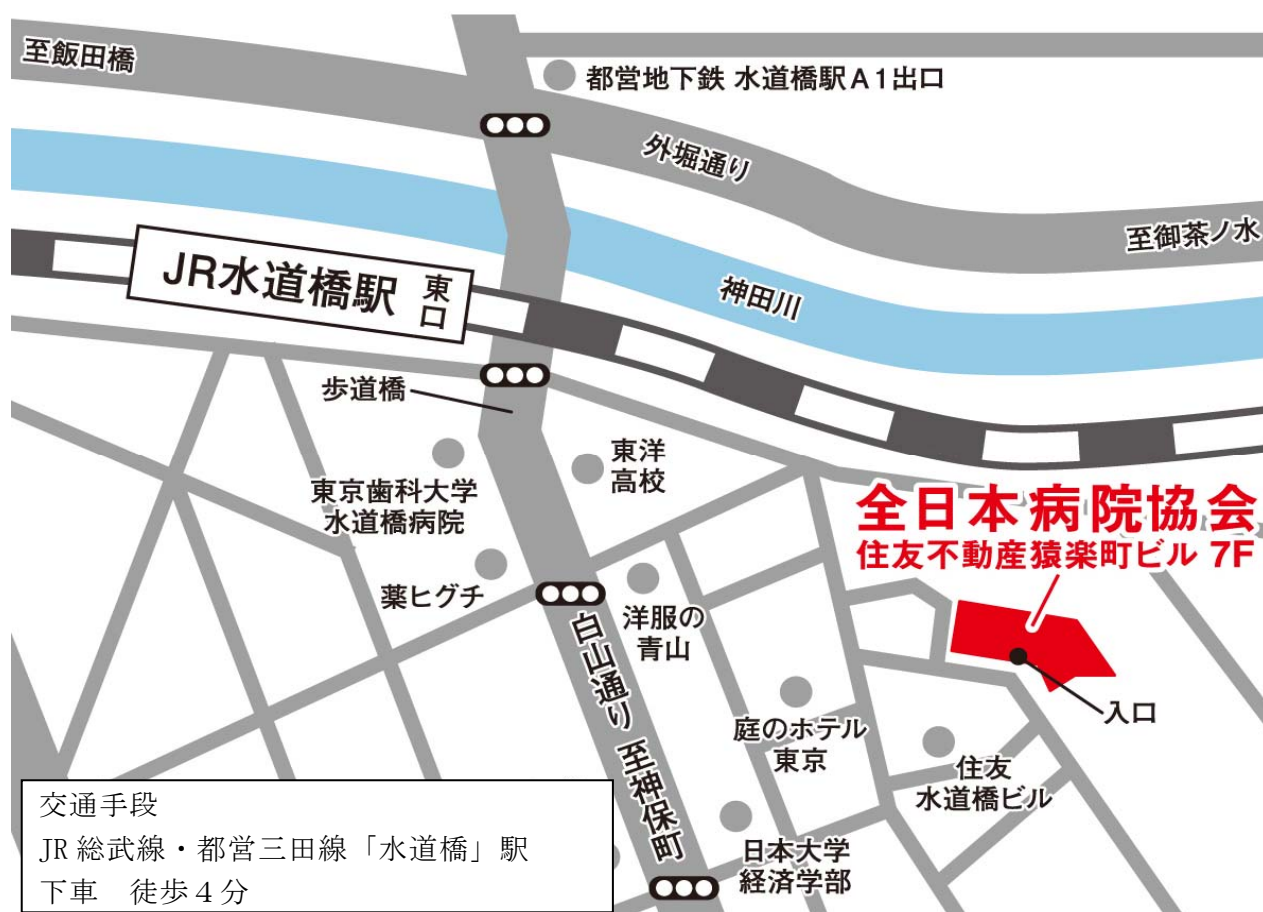 至飯田橋
都営地下鉄 水道橋駅A1出口
外堀通り
至御茶ノ水
JR水道橋駅
東口
神田川
歩道橋
東京歯科大学
水道橋病院
東洋
高校
全日本病院協会
住友不動産猿楽町ビル 7F
薬ヒグチ
洋服の
青山
白山通り 至神保町
入口
庭のホテル
東京
住友
水道橋ビル
日本大学
経済学部
交通手段
JR 総武線・都営三田線「水道橋」駅
下車　徒歩４分